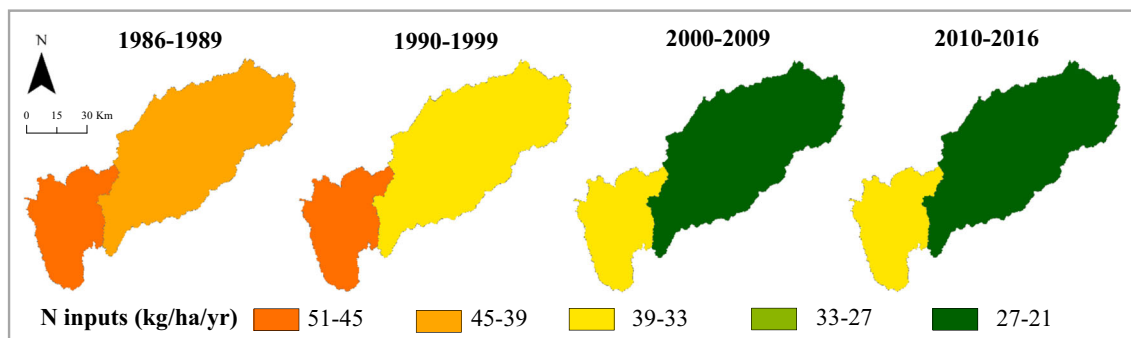 1986-1989 1990-1999 2000-2009 2010-2016
N
0 15 30 Km
N inputs (kg/ha/yr) 51-45 45-39 39-33 33-27 27-21